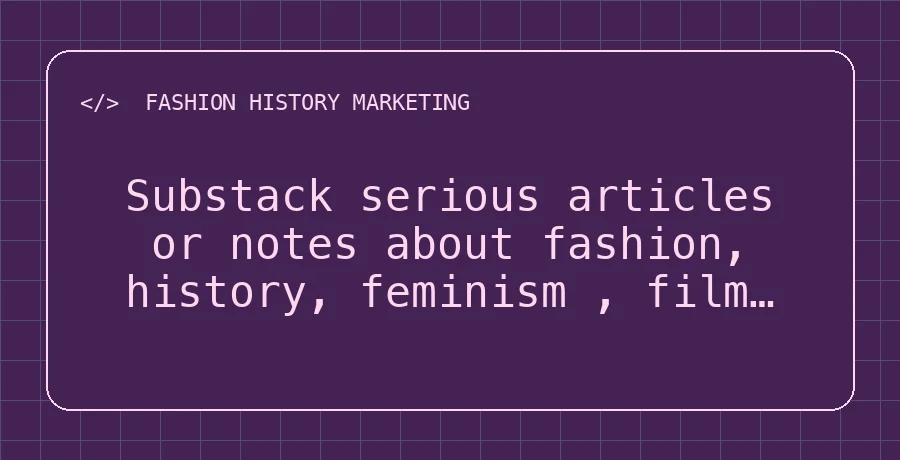 </> FASHION HISTORY MARKETING
Substack serious articles
or notes about fashion,
history, feminism , film…